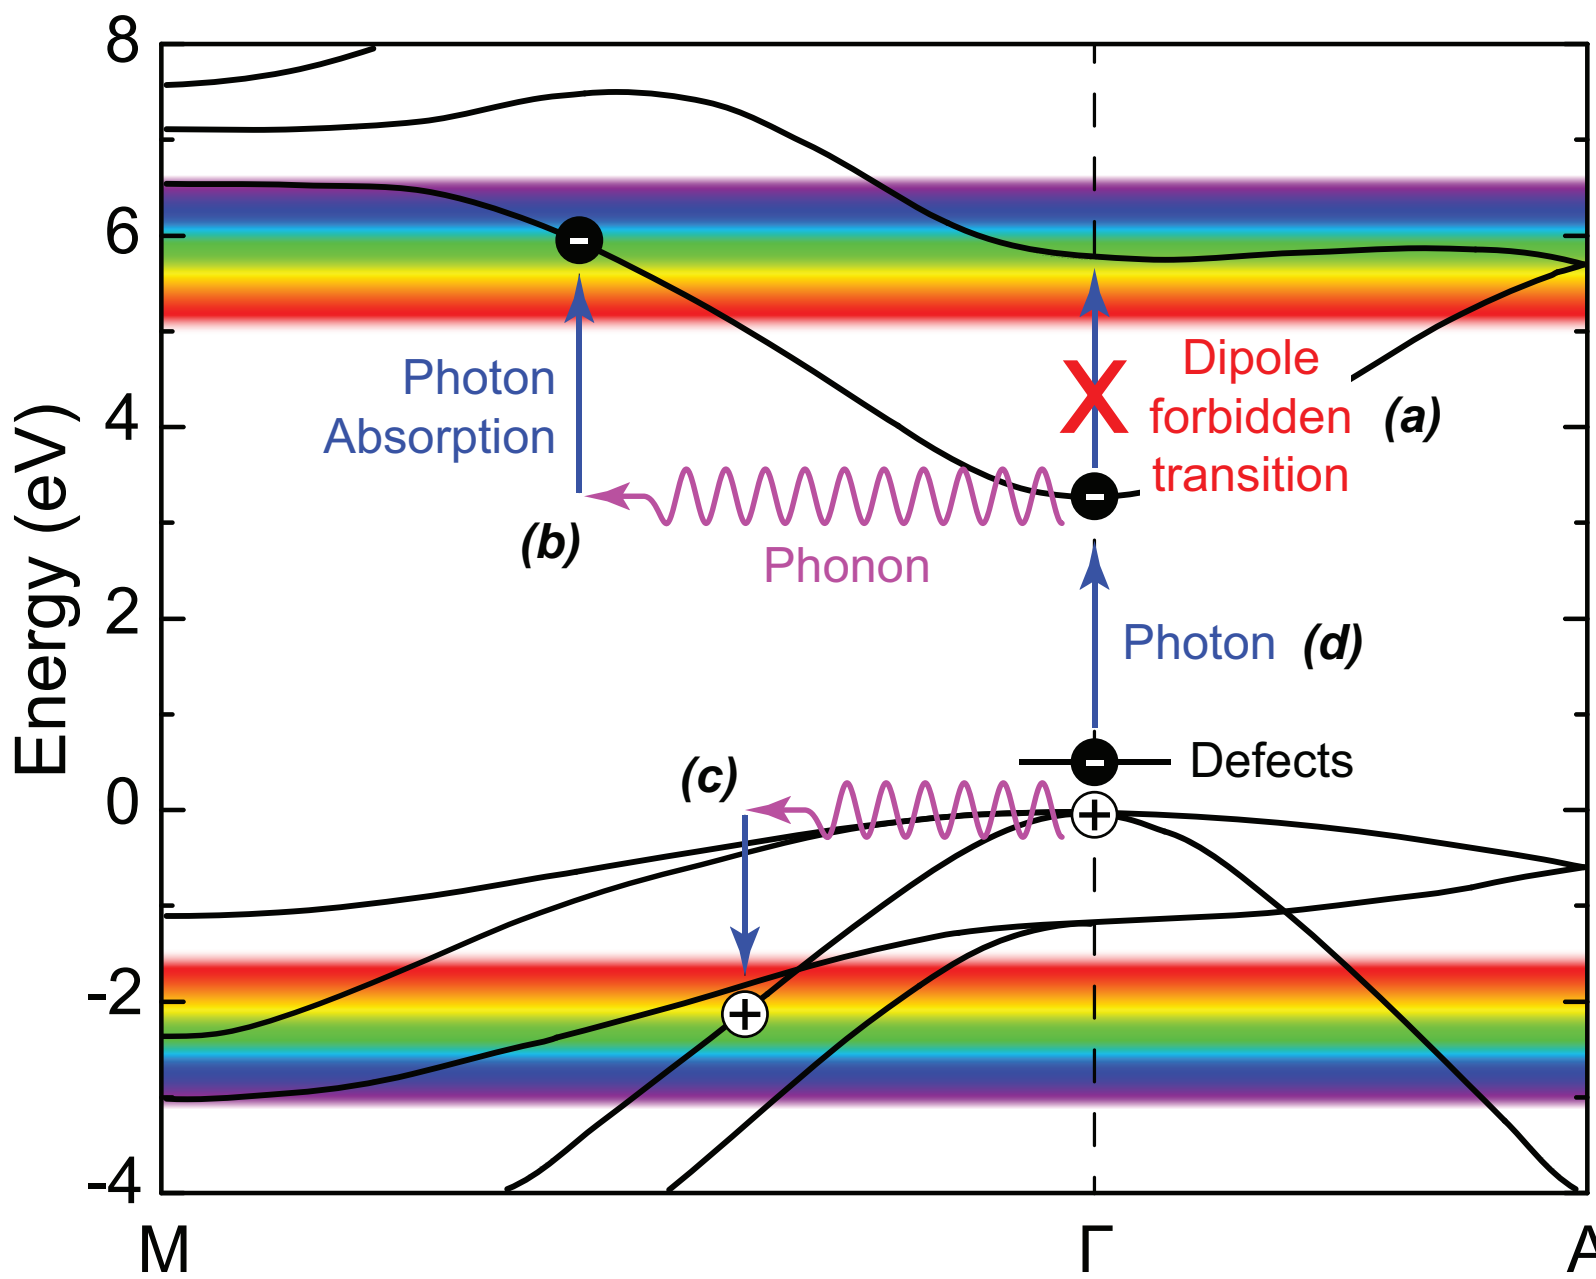 8
6
4
2
0
-2
-4
Energy (eV)
Photon
Absorption
Dipole
forbidden
transition
(a)
X
-
-
(b)
Phonon
Photon (d)
(c)
-
Defects
+
+
M
Γ
A